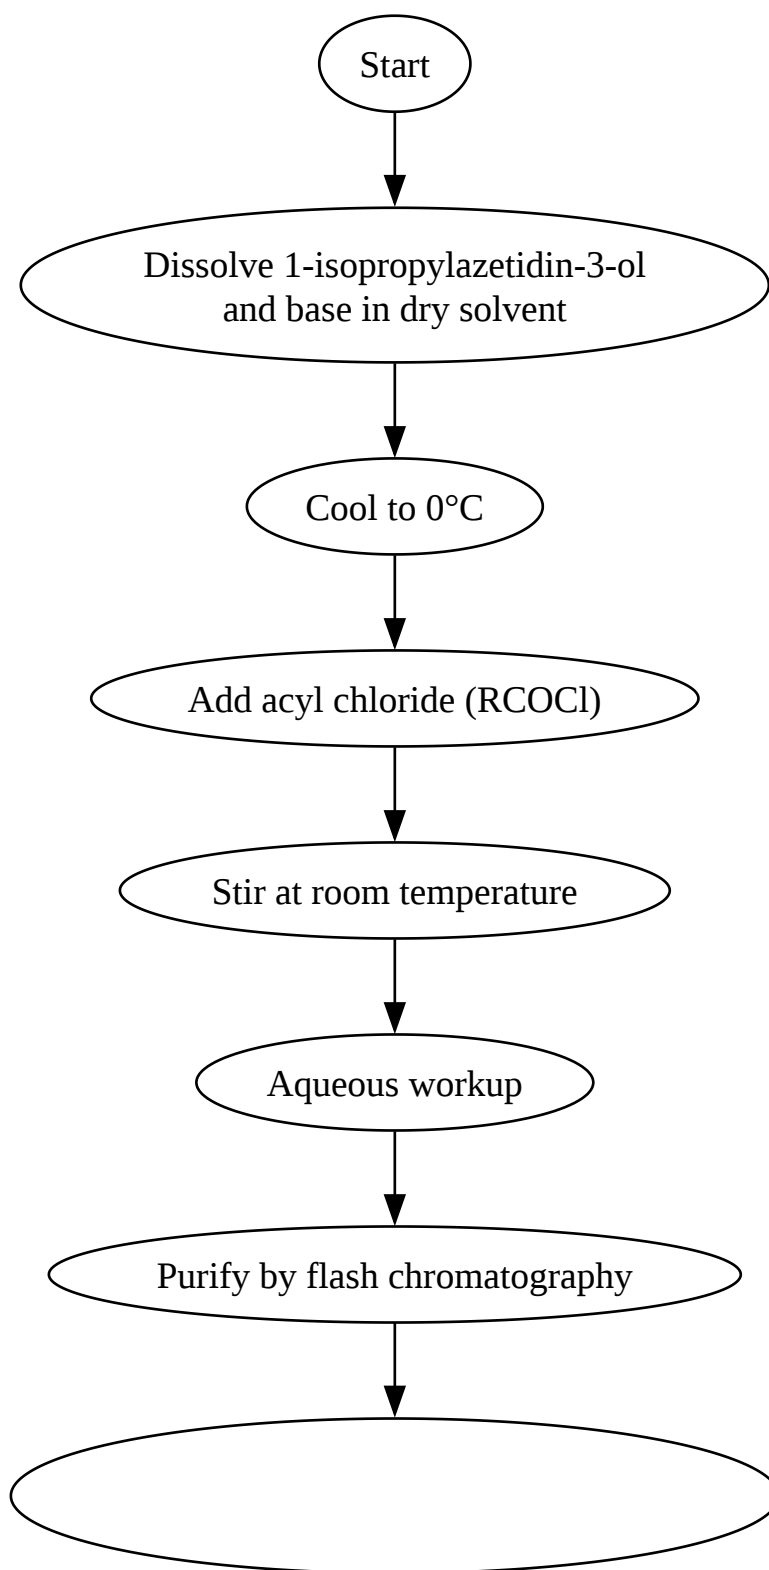 Start
Dissolve 1-isopropylazetidin-3-ol
and base in dry solvent
Cool to 0°C
Add acyl chloride (RCOCl)
Stir at room temperature
Aqueous workup
Purify by flash chromatography